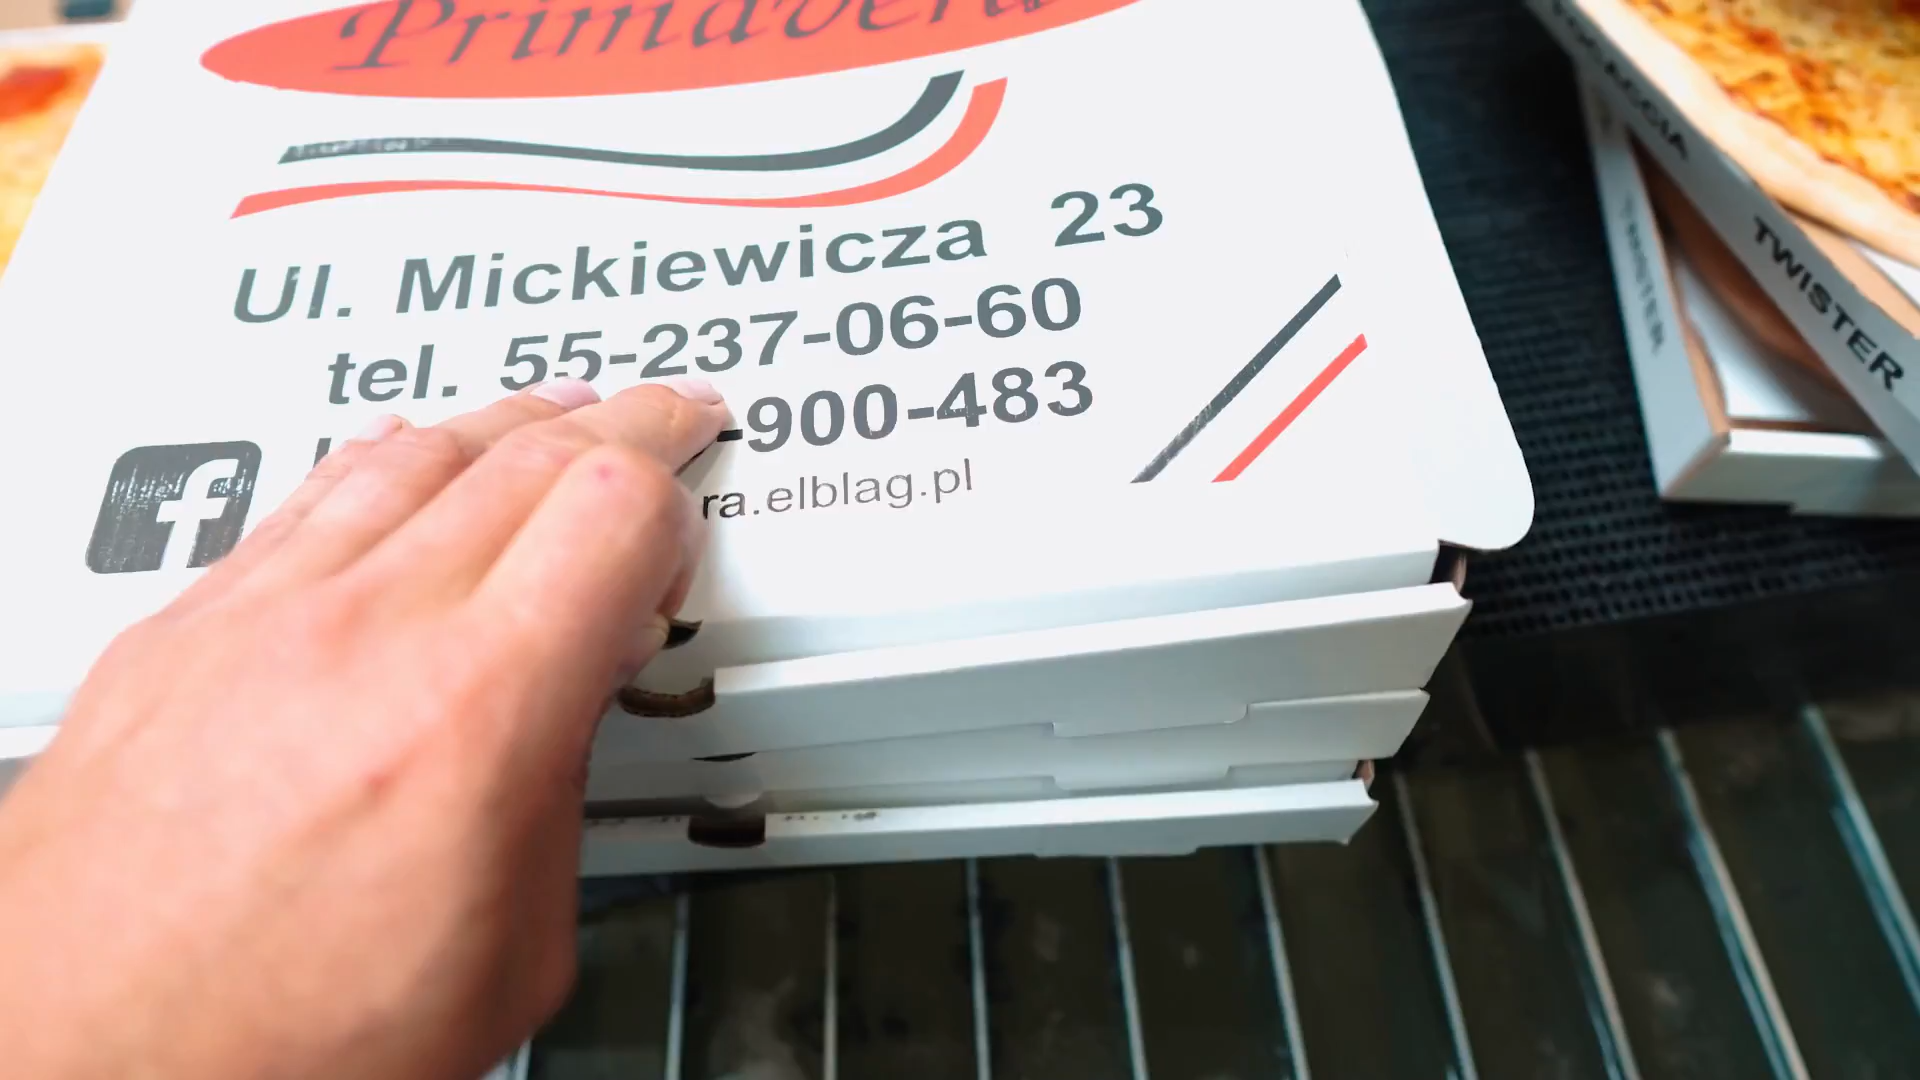 Primavera
Ul. Mickiewicza 23
tel. 55-237-06-60
-900-483
ra.elblag.pl
TWISTER
TWISTER